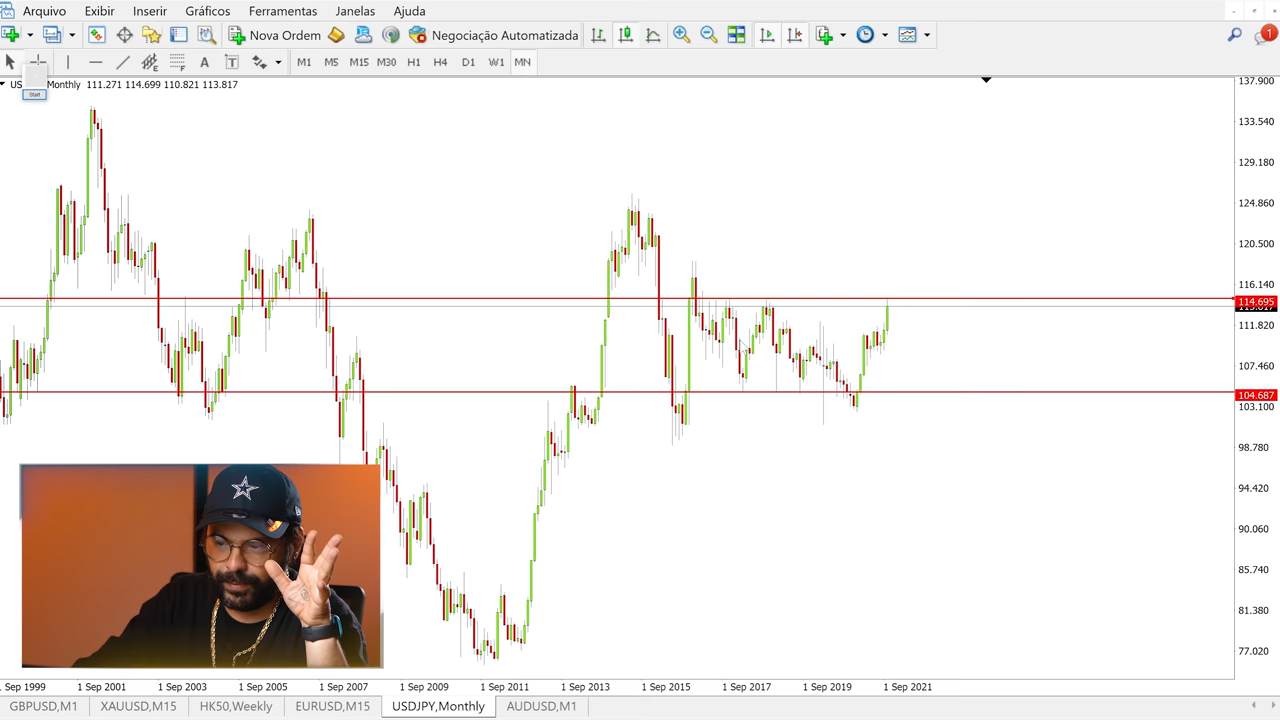 Arquivo Exibir Inserir Gráficos Ferramentas Janelas Ajuda
Nova Ordem Negociação Automatizada 1
A T M1 M5 M15 M30 H1 H4 D1 W1 MN
Monthly 111.271 114.699 110.821 113.817
Start
137.900
133.540
129.180
124.860
120.500
116.140
114.695
111.820
107.460
104.687
103.100
98.780
94.420
90.060
85.740
81.380
77.020
Sep 1999 1 Sep 2001 1 Sep 2003 1 Sep 2005 1 Sep 2007 1 Sep 2009 1 Sep 2011 1 Sep 2013 1 Sep 2015 1 Sep 2017 1 Sep 2019 1 Sep 2021
GBPUSD,M1 XAUUSD,M15 HK50,Weekly EURUSD,M15 USDJPY,Monthly AUDUSD,M1